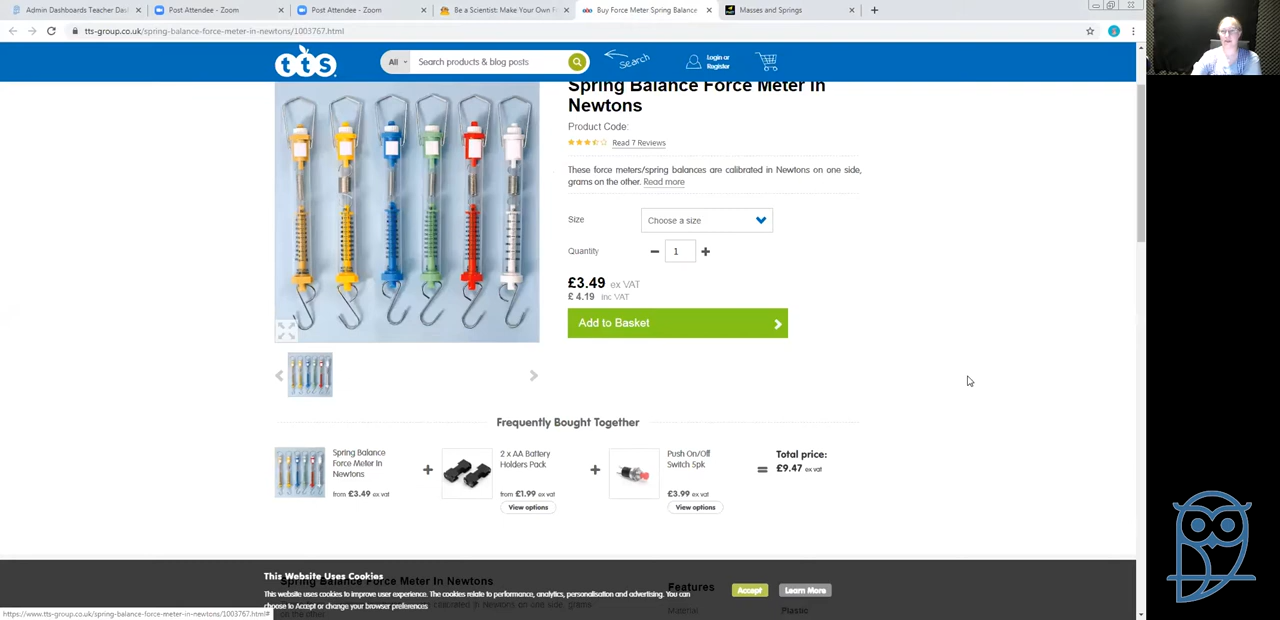 Admin Dashboards Teacher Das
Post Attendee - Zoom
Post Attendee - Zoom
Be a Scientist: Make Your Own F
Buy Force Meter Spring Balance
Masses and Springs
tts-group.co.uk/spring-balance-force-meter-in-newtons/1003767.html
tts
All
Search products & blog posts
Search
Login or
Register
Spring Balance Force Meter In
Newtons
Product Code:
Read 7 Reviews
These force meters/spring balances are calibrated in Newtons on one side,
grams on the other. Read more
Size
Choose a size
Quantity
1
£3.49 ex VAT
£ 4.19 inc VAT
Add to Basket
Frequently Bought Together
Spring Balance
Force Meter In
Newtons
from £3.49 ex vat
2 x AA Battery
Holders Pack
from £1.99 ex vat
View options
Push On/Off
Switch 5pk
£3.99 ex vat
View options
Total price:
£9.47 ex vat
This Website Uses Cookies
This website uses cookies to improve user experience. The cookies relate to performance, analytics, personalisation and advertising. You can
choose to Accept or change your browser preferences
Accept
Learn More
Spring Balance Force Meter In Newtons
Features
Plastic
https://www.tts-group.co.uk/spring-balance-force-meter-in-newtons/1003767.html#